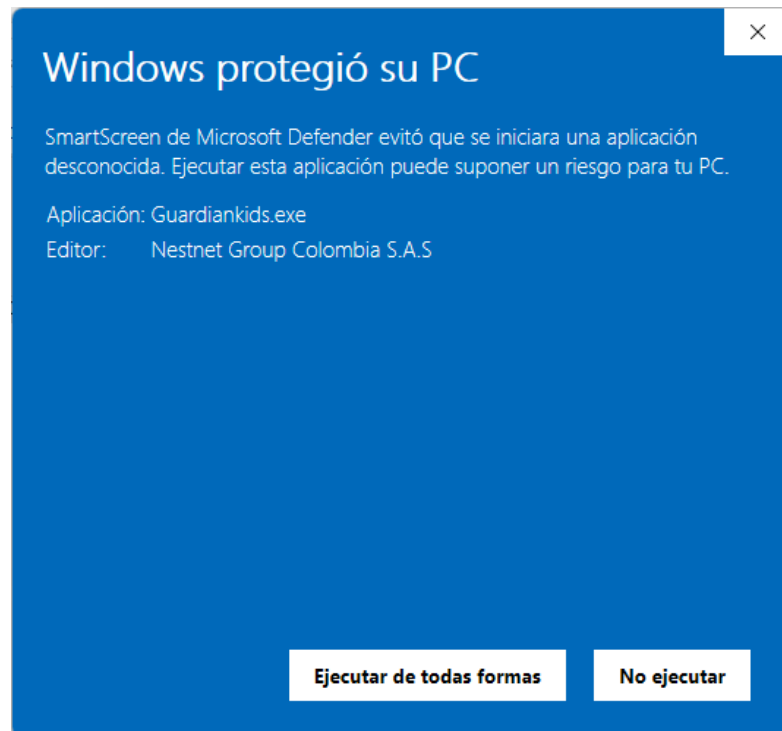 Windows protegió su PC
SmartScreen de Microsoft Defender evitó que se iniciara una aplicación
desconocida. Ejecutar esta aplicación puede suponer un riesgo para tu PC.
Aplicación: Guardiankids.exe
Editor: Nestnet Group Colombia S.A.S
Ejecutar de todas formas No ejecutar